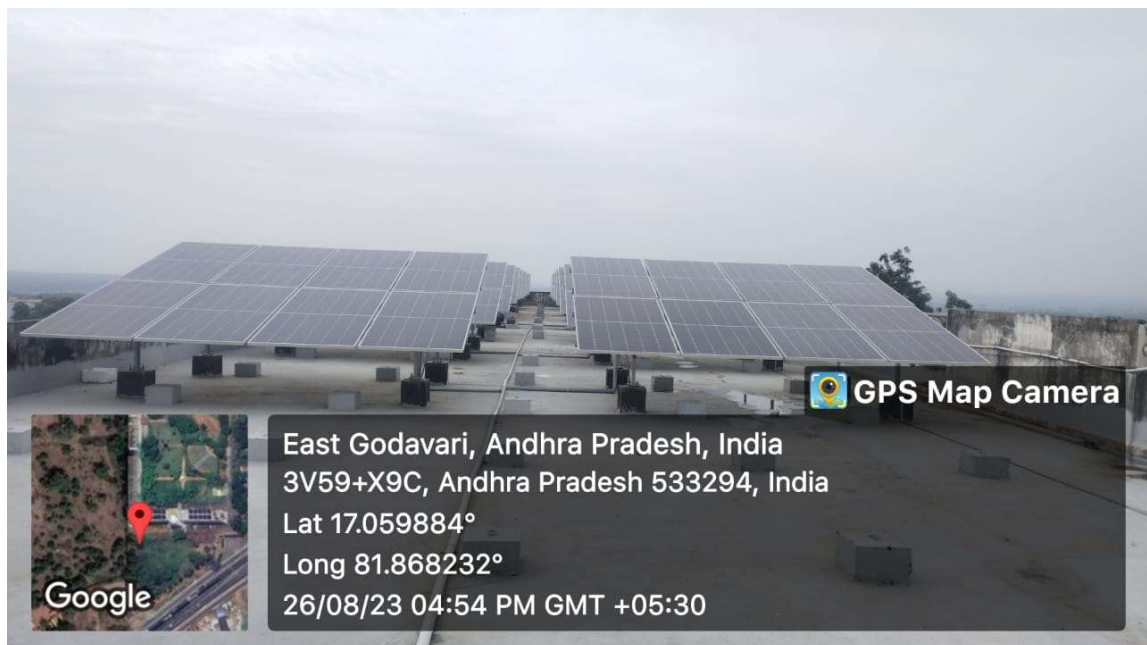 GPS Map Camera
East Godavari, Andhra Pradesh, India
3V59+X9C, Andhra Pradesh 533294, India
Lat 17.059884°
Long 81.868232°
26/08/23 04:54 PM GMT +05:30
Google